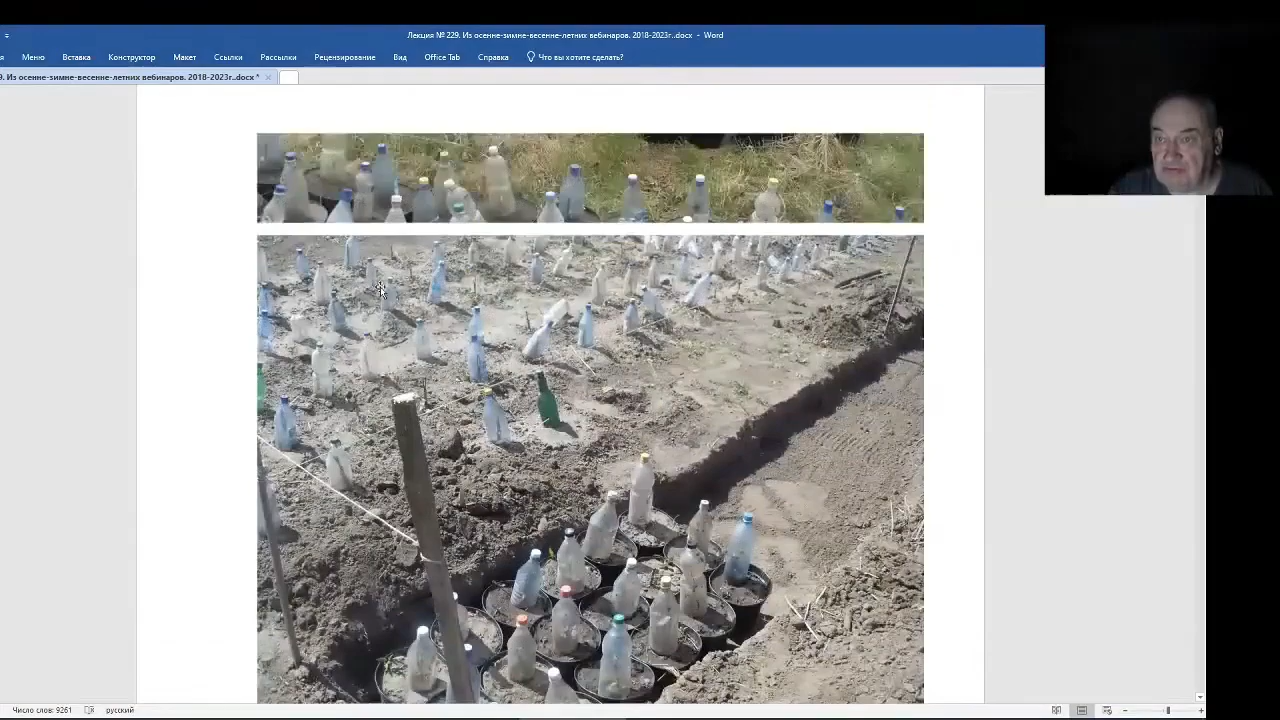 Лекция № 229. Из осенне-зимне-весенне-летних вебинаров. 2018-2023г..docx - Word
Меню Вставка Конструктор Макет Ссылки Рассылки Рецензирование Вид Office Tab Справка Что вы хотите сделать?
9. Из осенне-зимне-весенне-летних вебинаров. 2018-2023г..docx *
Число слов: 9261 русский